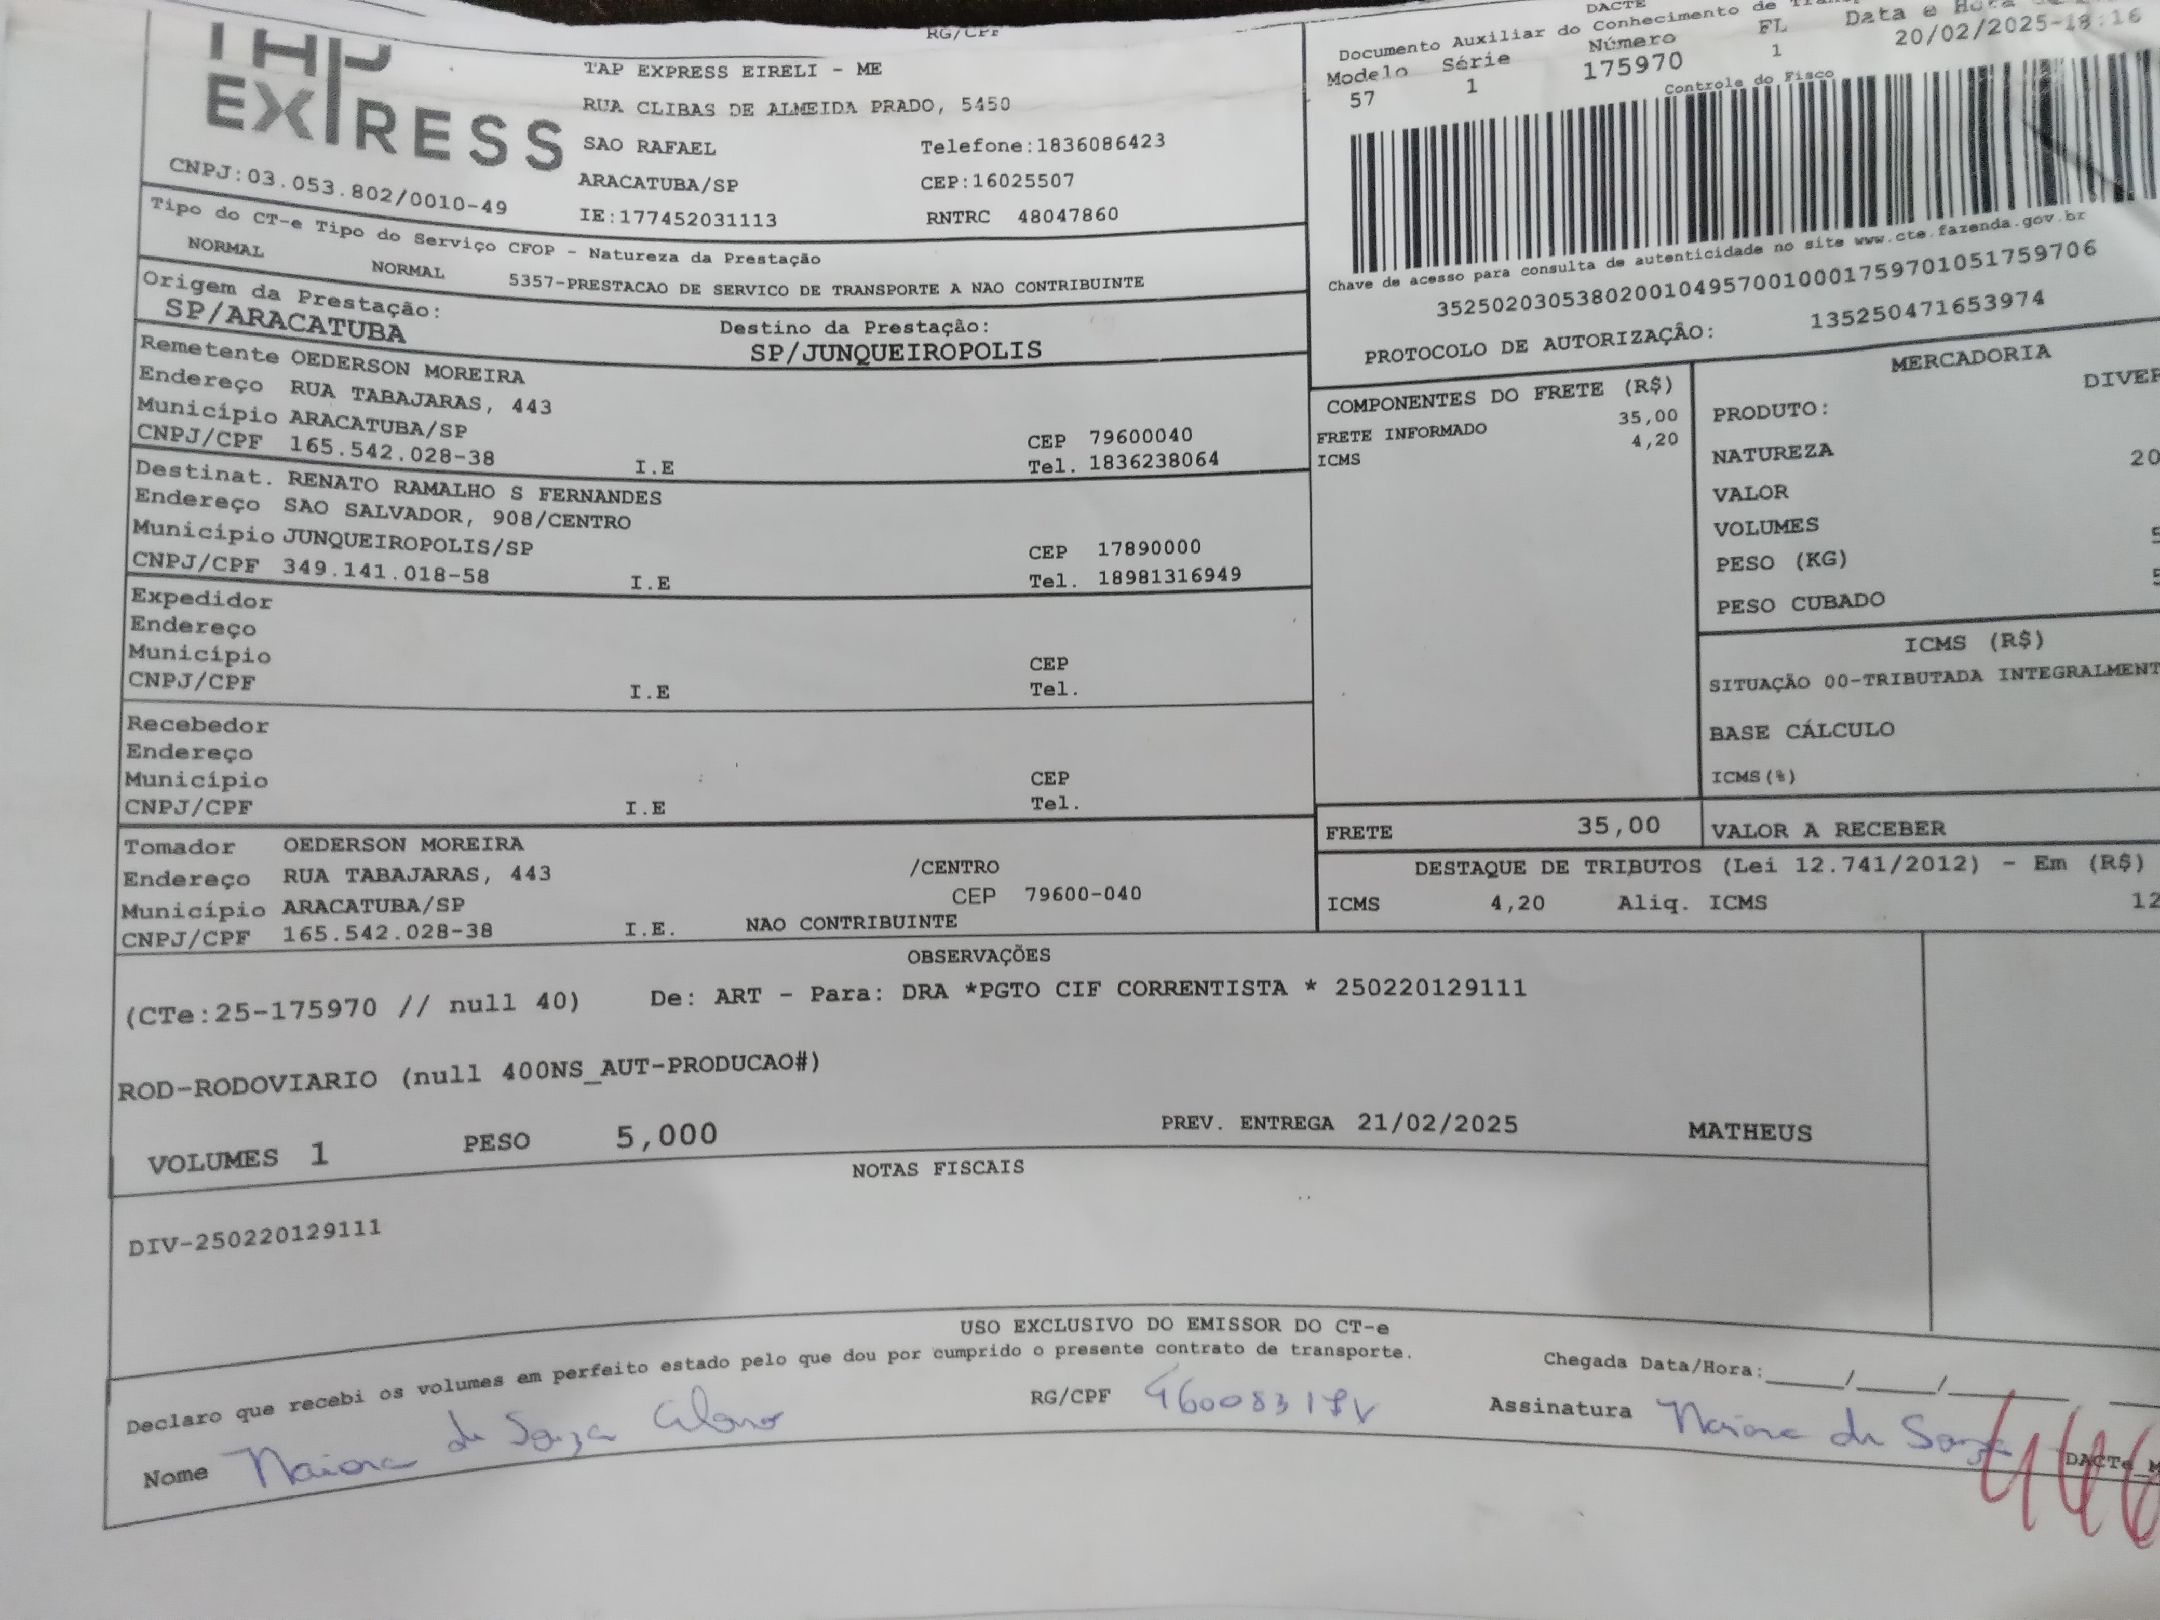 RG/CPF
TAP
EXPRESS
CNPJ:03.053.802/0010-49
TAP EXPRESS EIRELI - ME
RUA CLIBAS DE ALMEIDA PRADO, 5450
SAO RAFAEL Telefone:1836086423
ARACATUBA/SP CEP:16025507
IE:177452031113 RNTRC 48047860
DACTE
Documento Auxiliar do Conhecimento de
Modelo Série Número FL Data e Hora
57 1 175970 1 20/02/2025-18:16
Controle do Fisco
Chave de acesso para consulta de autenticidade no site www.cte.fazenda.gov.br
35250203053802001049570010001759701051759706
PROTOCOLO DE AUTORIZAÇÃO: 135250471653974
Tipo do CT-e Tipo do Serviço CFOP - Natureza da Prestação
NORMAL NORMAL 5357-PRESTACAO DE SERVICO DE TRANSPORTE A NAO CONTRIBUINTE
Origem da Prestação: Destino da Prestação:
SP/ARACATUBA SP/JUNQUEIROPOLIS
Remetente OEDERSON MOREIRA
Endereço RUA TABAJARAS, 443
Município ARACATUBA/SP CEP 79600040
CNPJ/CPF 165.542.028-38 I.E Tel. 1836238064
Destinat. RENATO RAMALHO S FERNANDES
Endereço SAO SALVADOR, 908/CENTRO
Município JUNQUEIROPOLIS/SP CEP 17890000
CNPJ/CPF 349.141.018-58 I.E Tel. 18981316949
Expedidor
Endereço
Município CEP
CNPJ/CPF I.E Tel.
Recebedor
Endereço
Município CEP
CNPJ/CPF I.E Tel.
Tomador OEDERSON MOREIRA
Endereço RUA TABAJARAS, 443 /CENTRO
Município ARACATUBA/SP CEP 79600-040
CNPJ/CPF 165.542.028-38 I.E. NAO CONTRIBUINTE
COMPONENTES DO FRETE (R$)
FRETE INFORMADO 35,00
ICMS 4,20
MERCADORIA
PRODUTO:
NATUREZA
VALOR
VOLUMES
PESO (KG)
PESO CUBADO
ICMS (R$)
SITUAÇÃO 00-TRIBUTADA
BASE CÁLCULO
ICMS(%)
FRETE 35,00 VALOR A RECEBER
DESTAQUE DE TRIBUTOS (Lei 12.741/2012) - Em (R$)
ICMS 4,20 Aliq. ICMS 12
OBSERVAÇÕES
(CTe:25-175970 // null 40) De: ART - Para: DRA *PGTO CIF CORRENTISTA * 250220129111
ROD-RODOVIARIO (null 400NS_AUT-PRODUCAO#)
VOLUMES 1 PESO 5,000 PREV. ENTREGA 21/02/2025 MATHEUS
NOTAS FISCAIS
DIV-250220129111
USO EXCLUSIVO DO EMISSOR DO CT-e
Declaro que recebi os volumes em perfeito estado pelo que dou por cumprido o presente contrato de transporte.
Chegada Data/Hora:____/____/______
Nome Naiara de Souza RG/CPF Assinatura Naiara de Souza